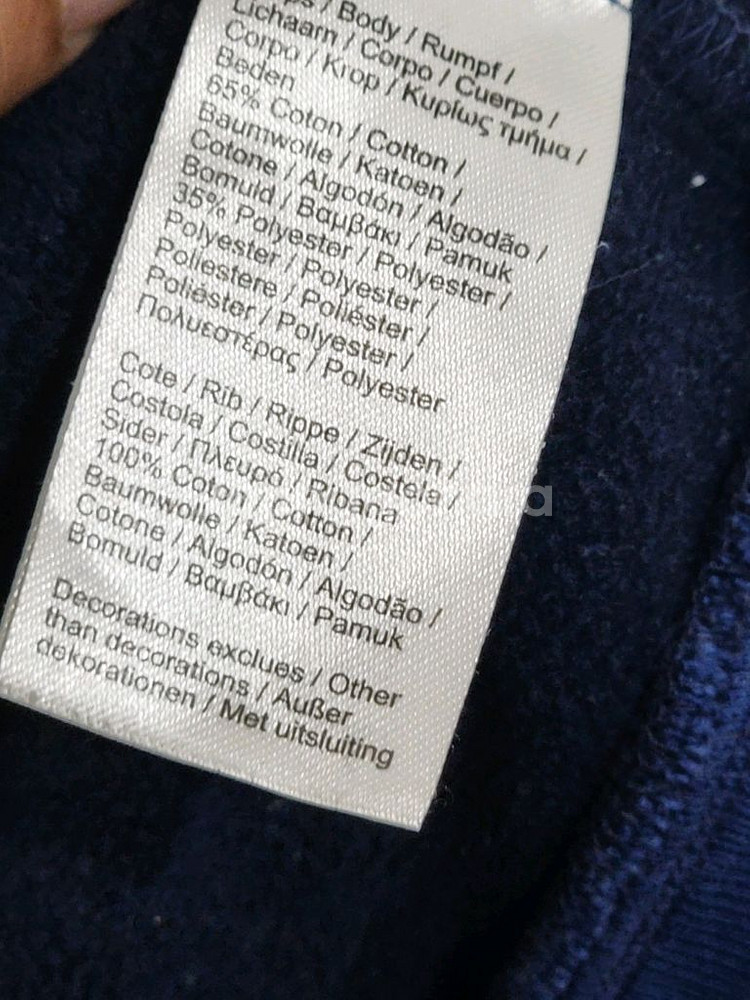 / Body / Rumpf /
Lichaam / Corpo / Cuerpo /
Corpo / Krop / Κυρίως τμήμα /
Beden
65% Coton / Cotton /
Baumwolle / Katoen /
Cotone / Algodón / Algodão /
Bomuld / Βαμβάκι / Pamuk
35% Polyester / Polyester /
Polyester / Polyester /
Poliestere / Poliéster /
Poliéster / Polyester /
Πολυεστέρας / Polyester
Cote / Rib / Rippe / Zijden /
Costola / Costilla / Costela /
Sider / Πλευρά / Ribana
100% Coton / Cotton /
Baumwolle / Katoen /
Cotone / Algodón / Algodão /
Bomuld / Βαμβάκι / Pamuk
Decorations exclues / Other
than decorations / Außer
dekorationen / Met uitsluiting